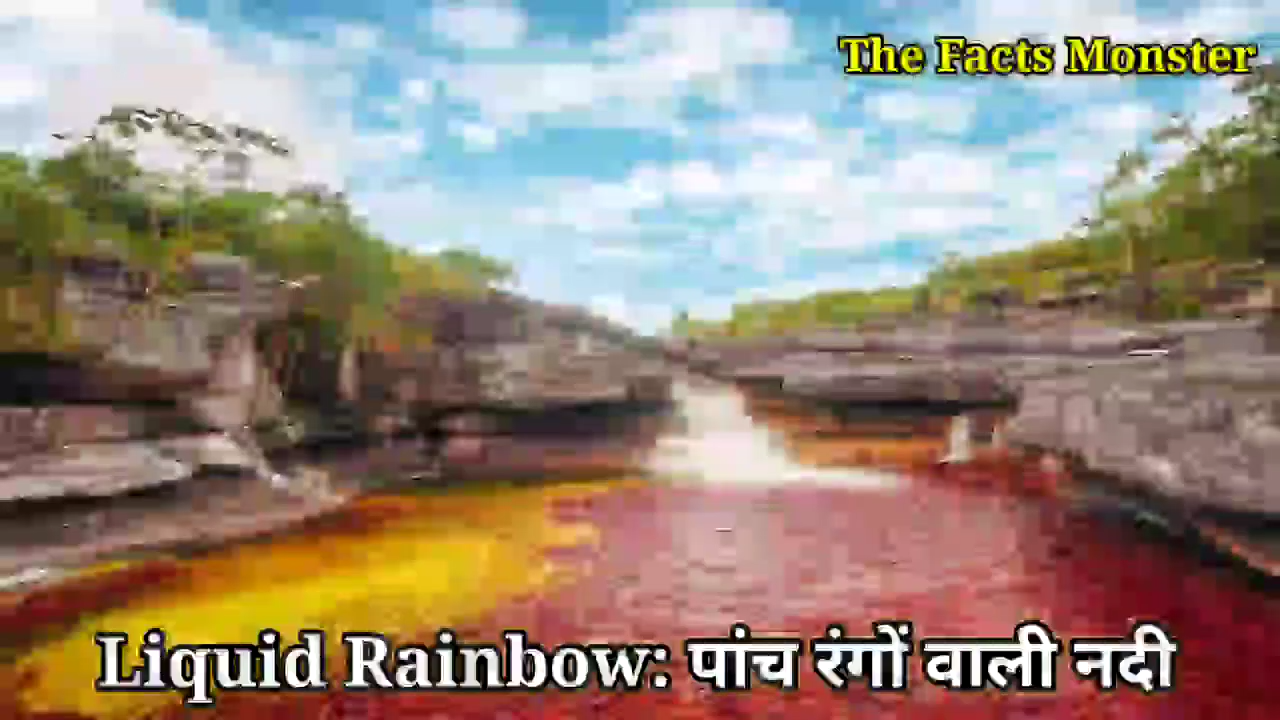 The Facts Monster
Liquid Rainbow: पांच रंगों वाली नदी